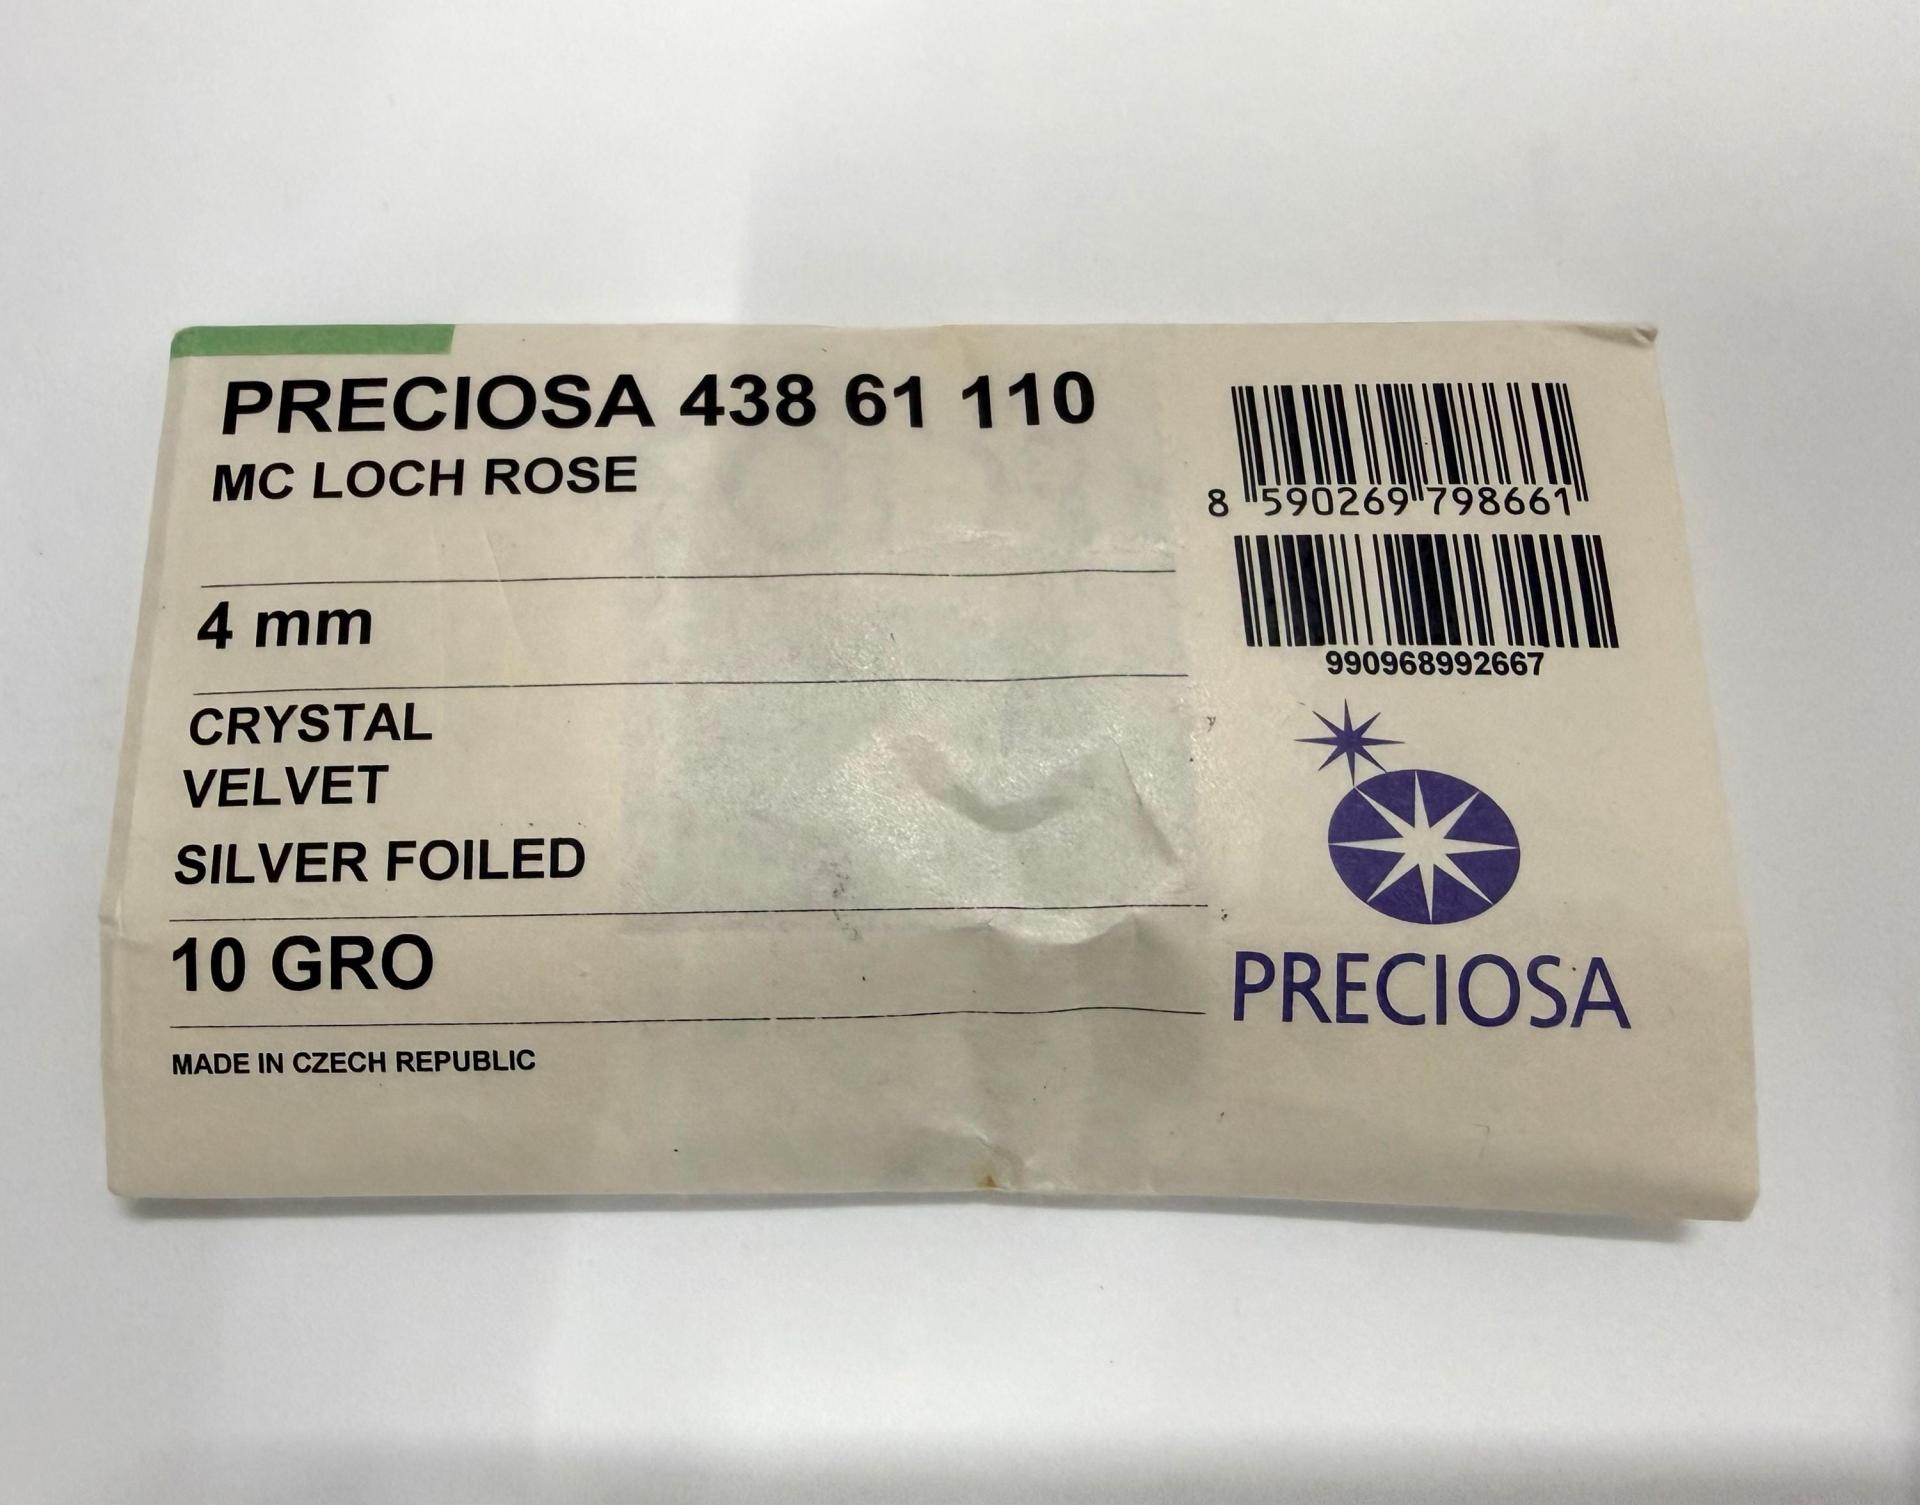 PRECIOSA 438 61 110
MC LOCH ROSE
4 mm
CRYSTAL
VELVET
SILVER FOILED
10 GRO
MADE IN CZECH REPUBLIC
8 590269 798661
990968992667
PRECIOSA